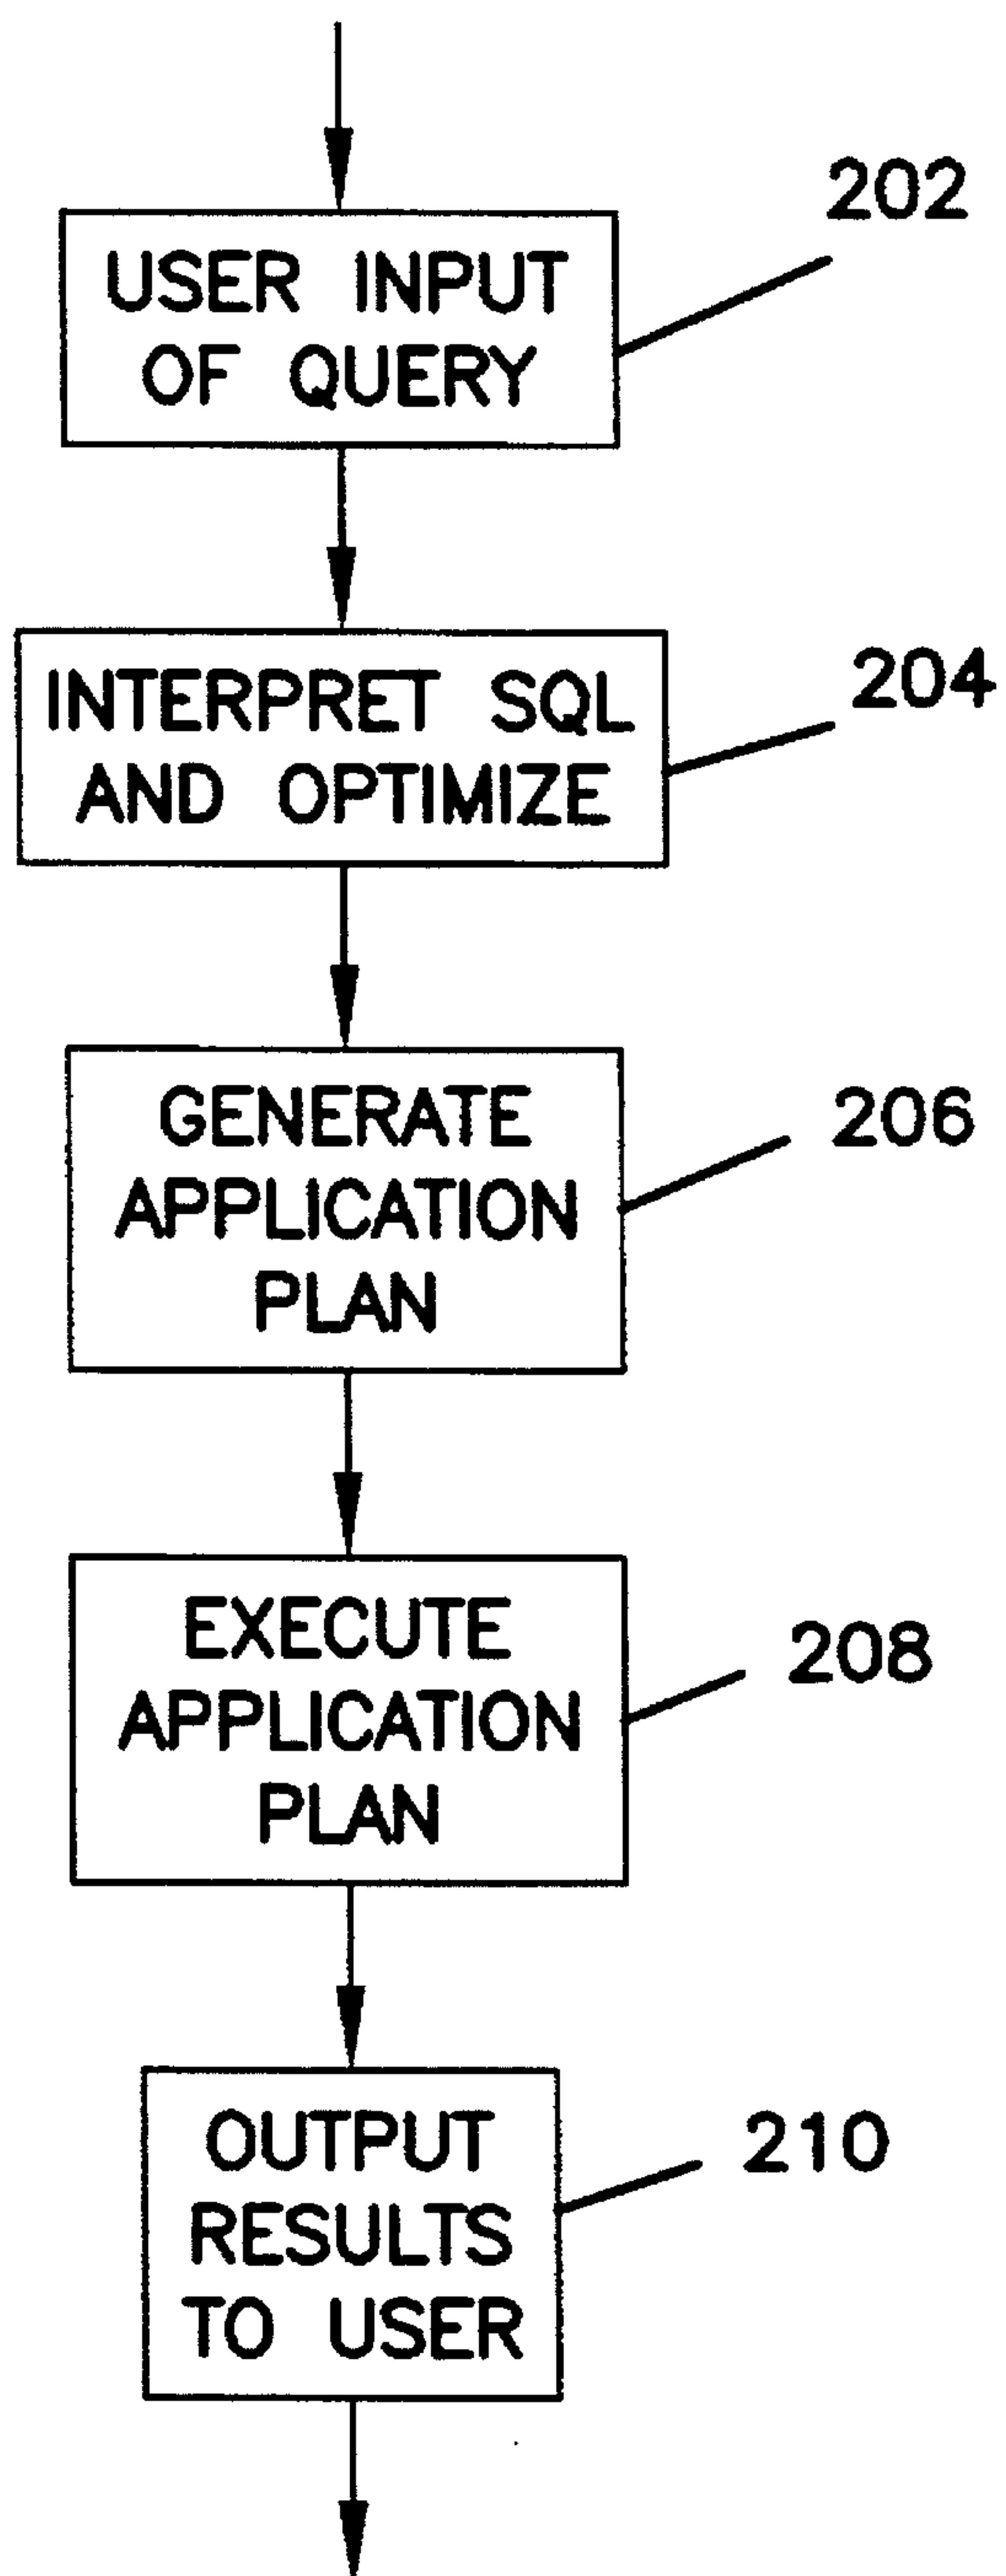 202
USER INPUT
OF QUERY
204
INTERPRET SQL
AND OPTIMIZE
206
GENERATE
APPLICATION
PLAN
208
EXECUTE
APPLICATION
PLAN
210
OUTPUT
RESULTS
TO USER